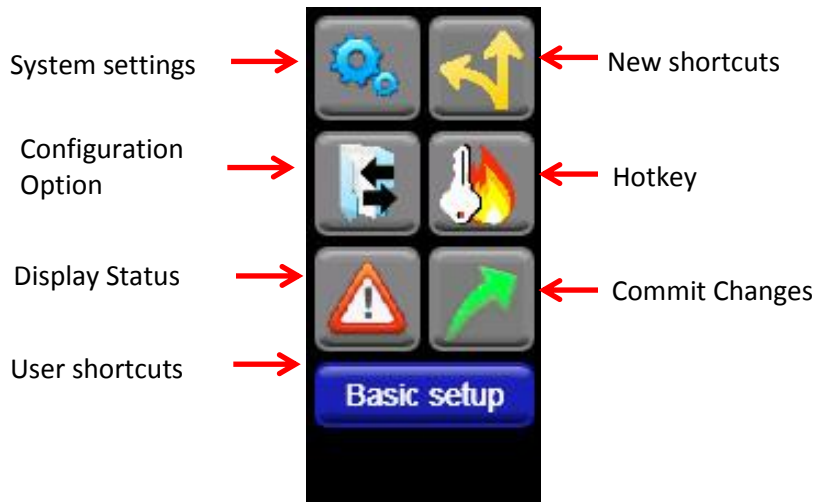 System settings
New shortcuts
Configuration
Option
Hotkey
Display Status
Commit Changes
User shortcuts
Basic setup